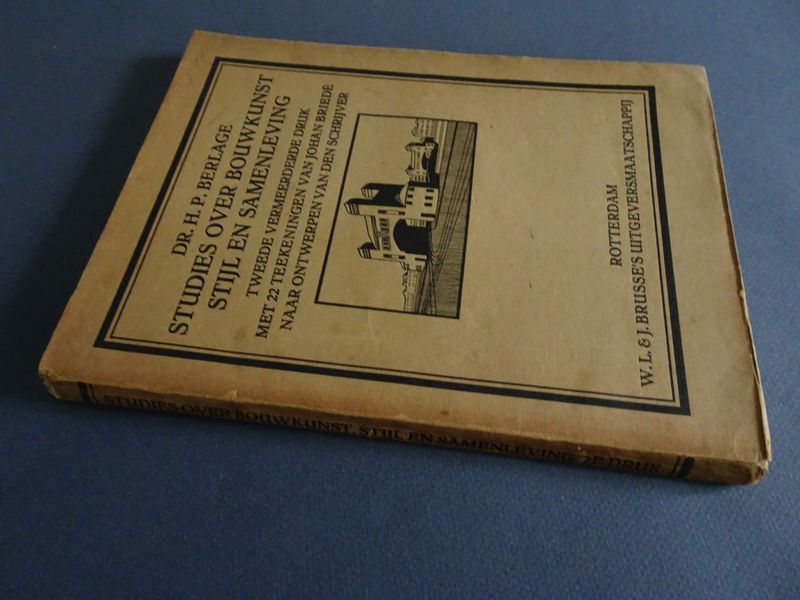 DR. H. P. BERLAGE
STUDIES OVER BOUWKUNST
STIJL EN SAMENLEVING
TWEEDE VERMEERDERDE DRUK
MET 22 TEEKENINGEN VAN JOHAN BRIEDE
NAAR ONTWERPEN VAN DEN SCHRIJVER
ROTTERDAM
W. L. & J. BRUSSE'S UITGEVERSMAATSCHAPPIJ
STUDIES OVER BOUWKUNST, STIJL EN SAMENLEVING, 2E DRUK